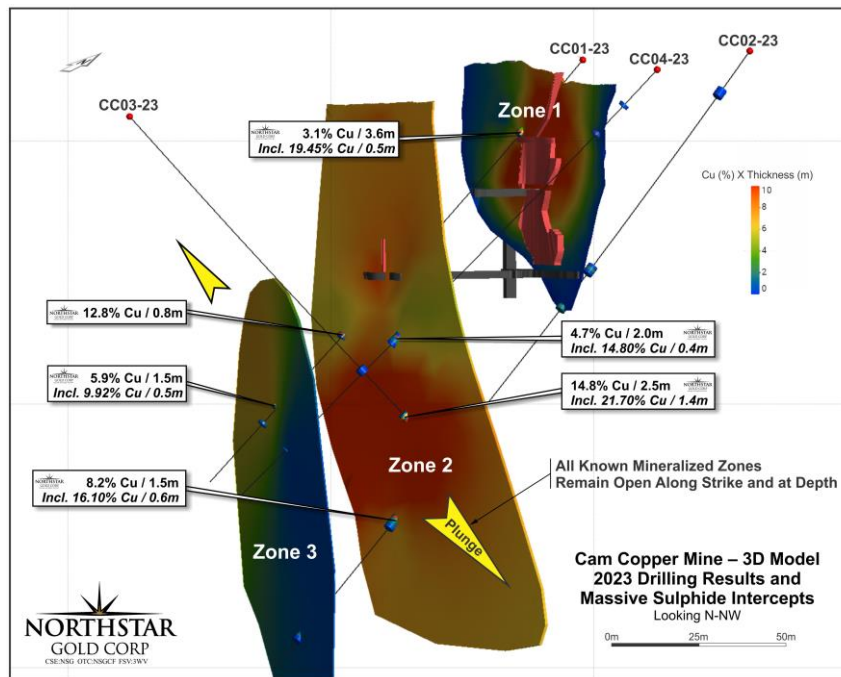 CC01-23
CC04-23
CC02-23
CC03-23
Zone 1
NORTHSTAR
3.1% Cu / 3.6m
Incl. 19.45% Cu / 0.5m
Cu (%) X Thickness (m)
10
8
6
4
2
0
12.8% Cu / 0.8m
4.7% Cu / 2.0m
Incl. 14.80% Cu / 0.4m
5.9% Cu / 1.5m
Incl. 9.92% Cu / 0.5m
14.8% Cu / 2.5m
Incl. 21.70% Cu / 1.4m
8.2% Cu / 1.5m
Incl. 16.10% Cu / 0.6m
Zone 2
All Known Mineralized Zones
Remain Open Along Strike and at Depth
Plunge
Zone 3
Cam Copper Mine – 3D Model
2023 Drilling Results and
Massive Sulphide Intercepts
Looking N-NW
0m 25m 50m
NORTHSTAR
GOLD CORP
CSE:NSG OTC:NSGCF FSV:3WV